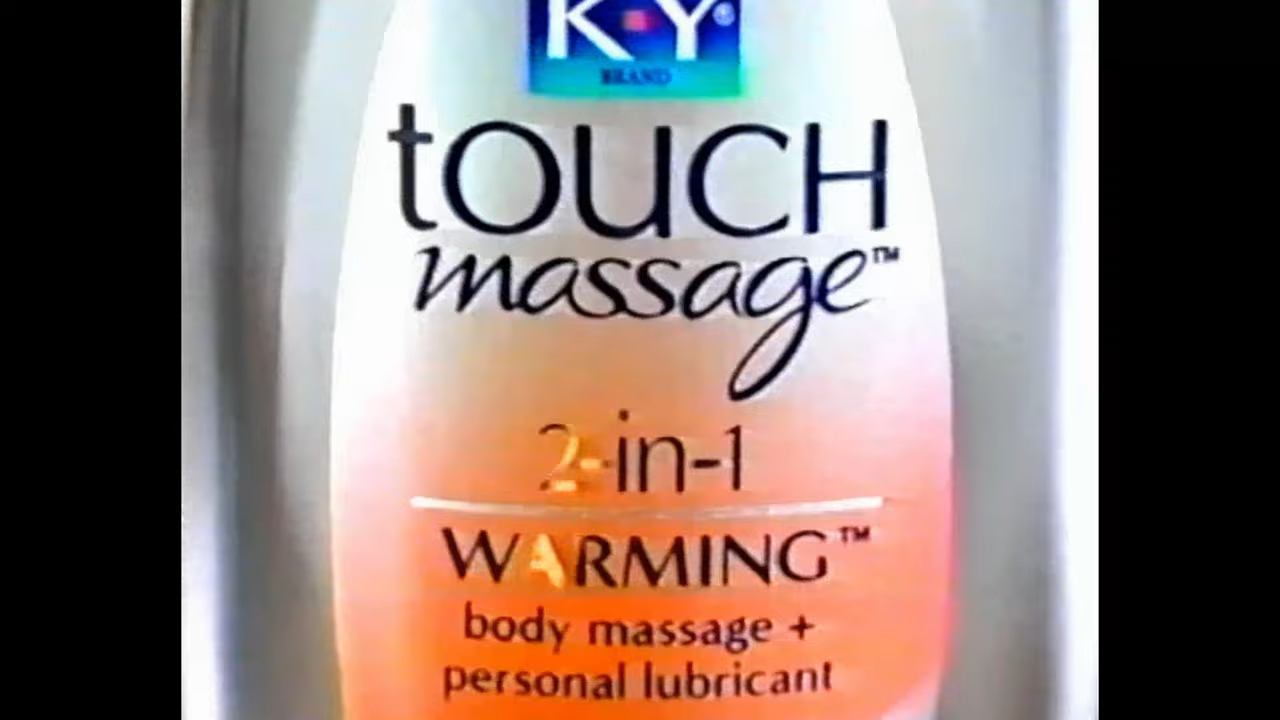 K•Y®
BRAND
tOUCH
massage™
2-in-1
WARMING™
body massage +
personal lubricant